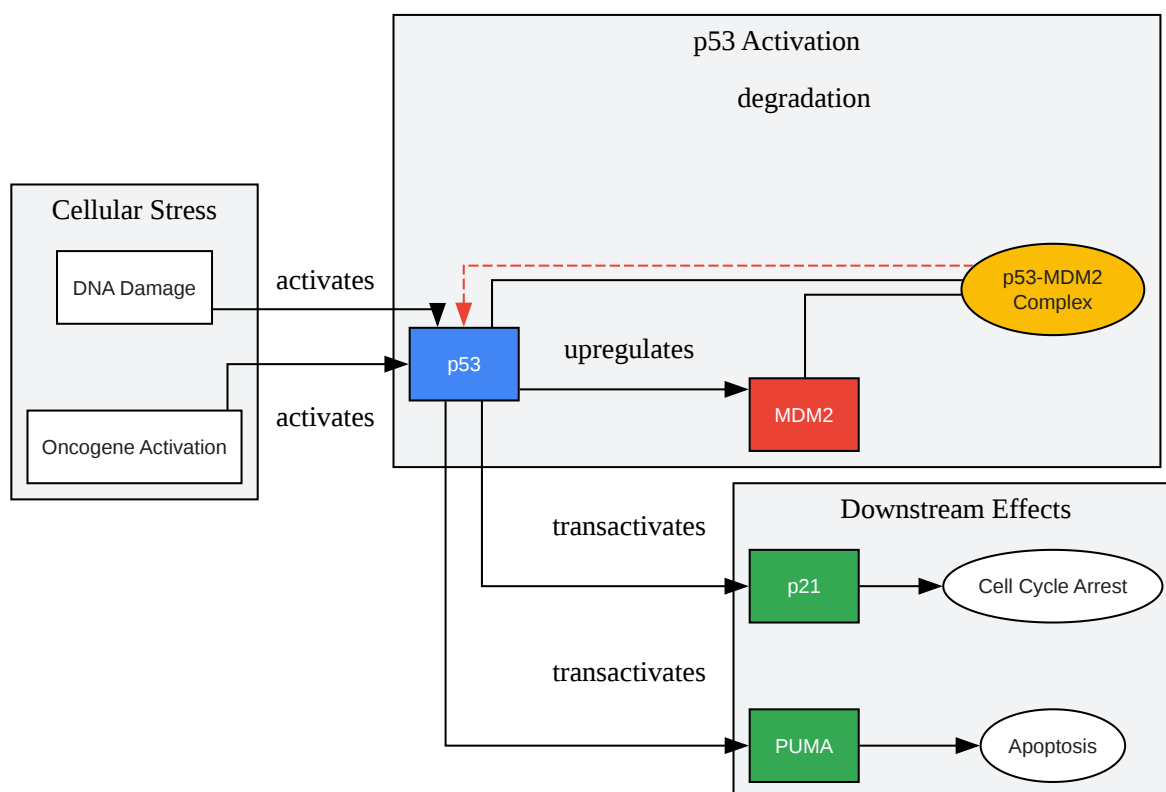 p53 Activation
degradation
Cellular Stress
DNA Damage
activates
p53-MDM2
Complex
p53
upregulates
MDM2
activates
Oncogene Activation
Downstream Effects
transactivates
p21
Cell Cycle Arrest
transactivates
PUMA
Apoptosis